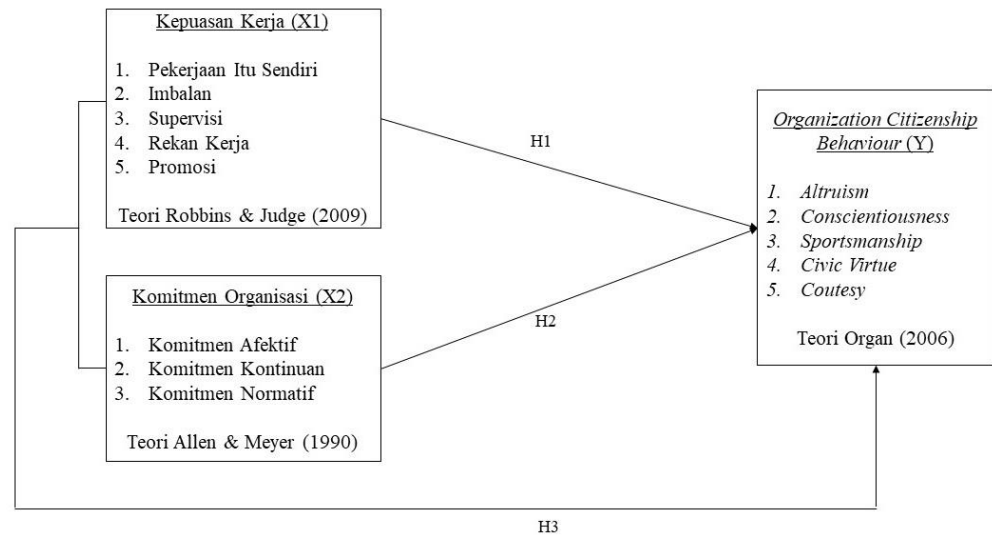 Kepuasan Kerja (X1)
1. Pekerjaan Itu Sendiri
2. Imbalan
3. Supervisi
4. Rekan Kerja
5. Promosi
Teori Robbins & Judge (2009)
Komitmen Organisasi (X2)
1. Komitmen Afektif
2. Komitmen Kontinuan
3. Komitmen Normatif
Teori Allen & Meyer (1990)
H1
H2
Organization Citizenship
Behaviour (Y)
1. Altruism
2. Conscientiousness
3. Sportsmanship
4. Civic Virtue
5. Coutesy
Teori Organ (2006)
H3